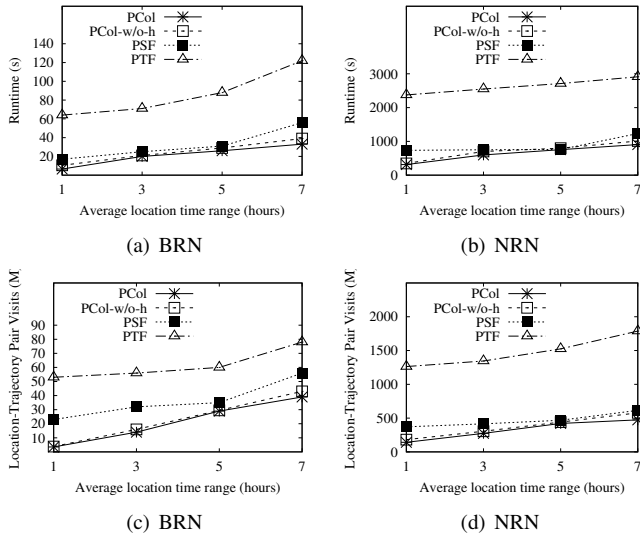 PCol
PCol-w/o-h
PSF
PTF
Runtime (s)
140
120
100
80
60
40
20
1 3 5 7
Average location time range (hours)
(a) BRN
PCol
PCol-w/o-h
PSF
PTF
Runtime (s)
3000
2000
1000
0
1 3 5 7
Average location time range (hours)
(b) NRN
PCol
PCol-w/o-h
PSF
PTF
Location-Trajectory Pair Visits (M
90
80
70
60
50
40
30
20
10
1 3 5 7
Average location time range (hours)
(c) BRN
PCol
PCol-w/o-h
PSF
PTF
Location-Trajectory Pair Visits (M
2500
2000
1500
1000
500
0
1 3 5 7
Average location time range (hours)
(d) NRN